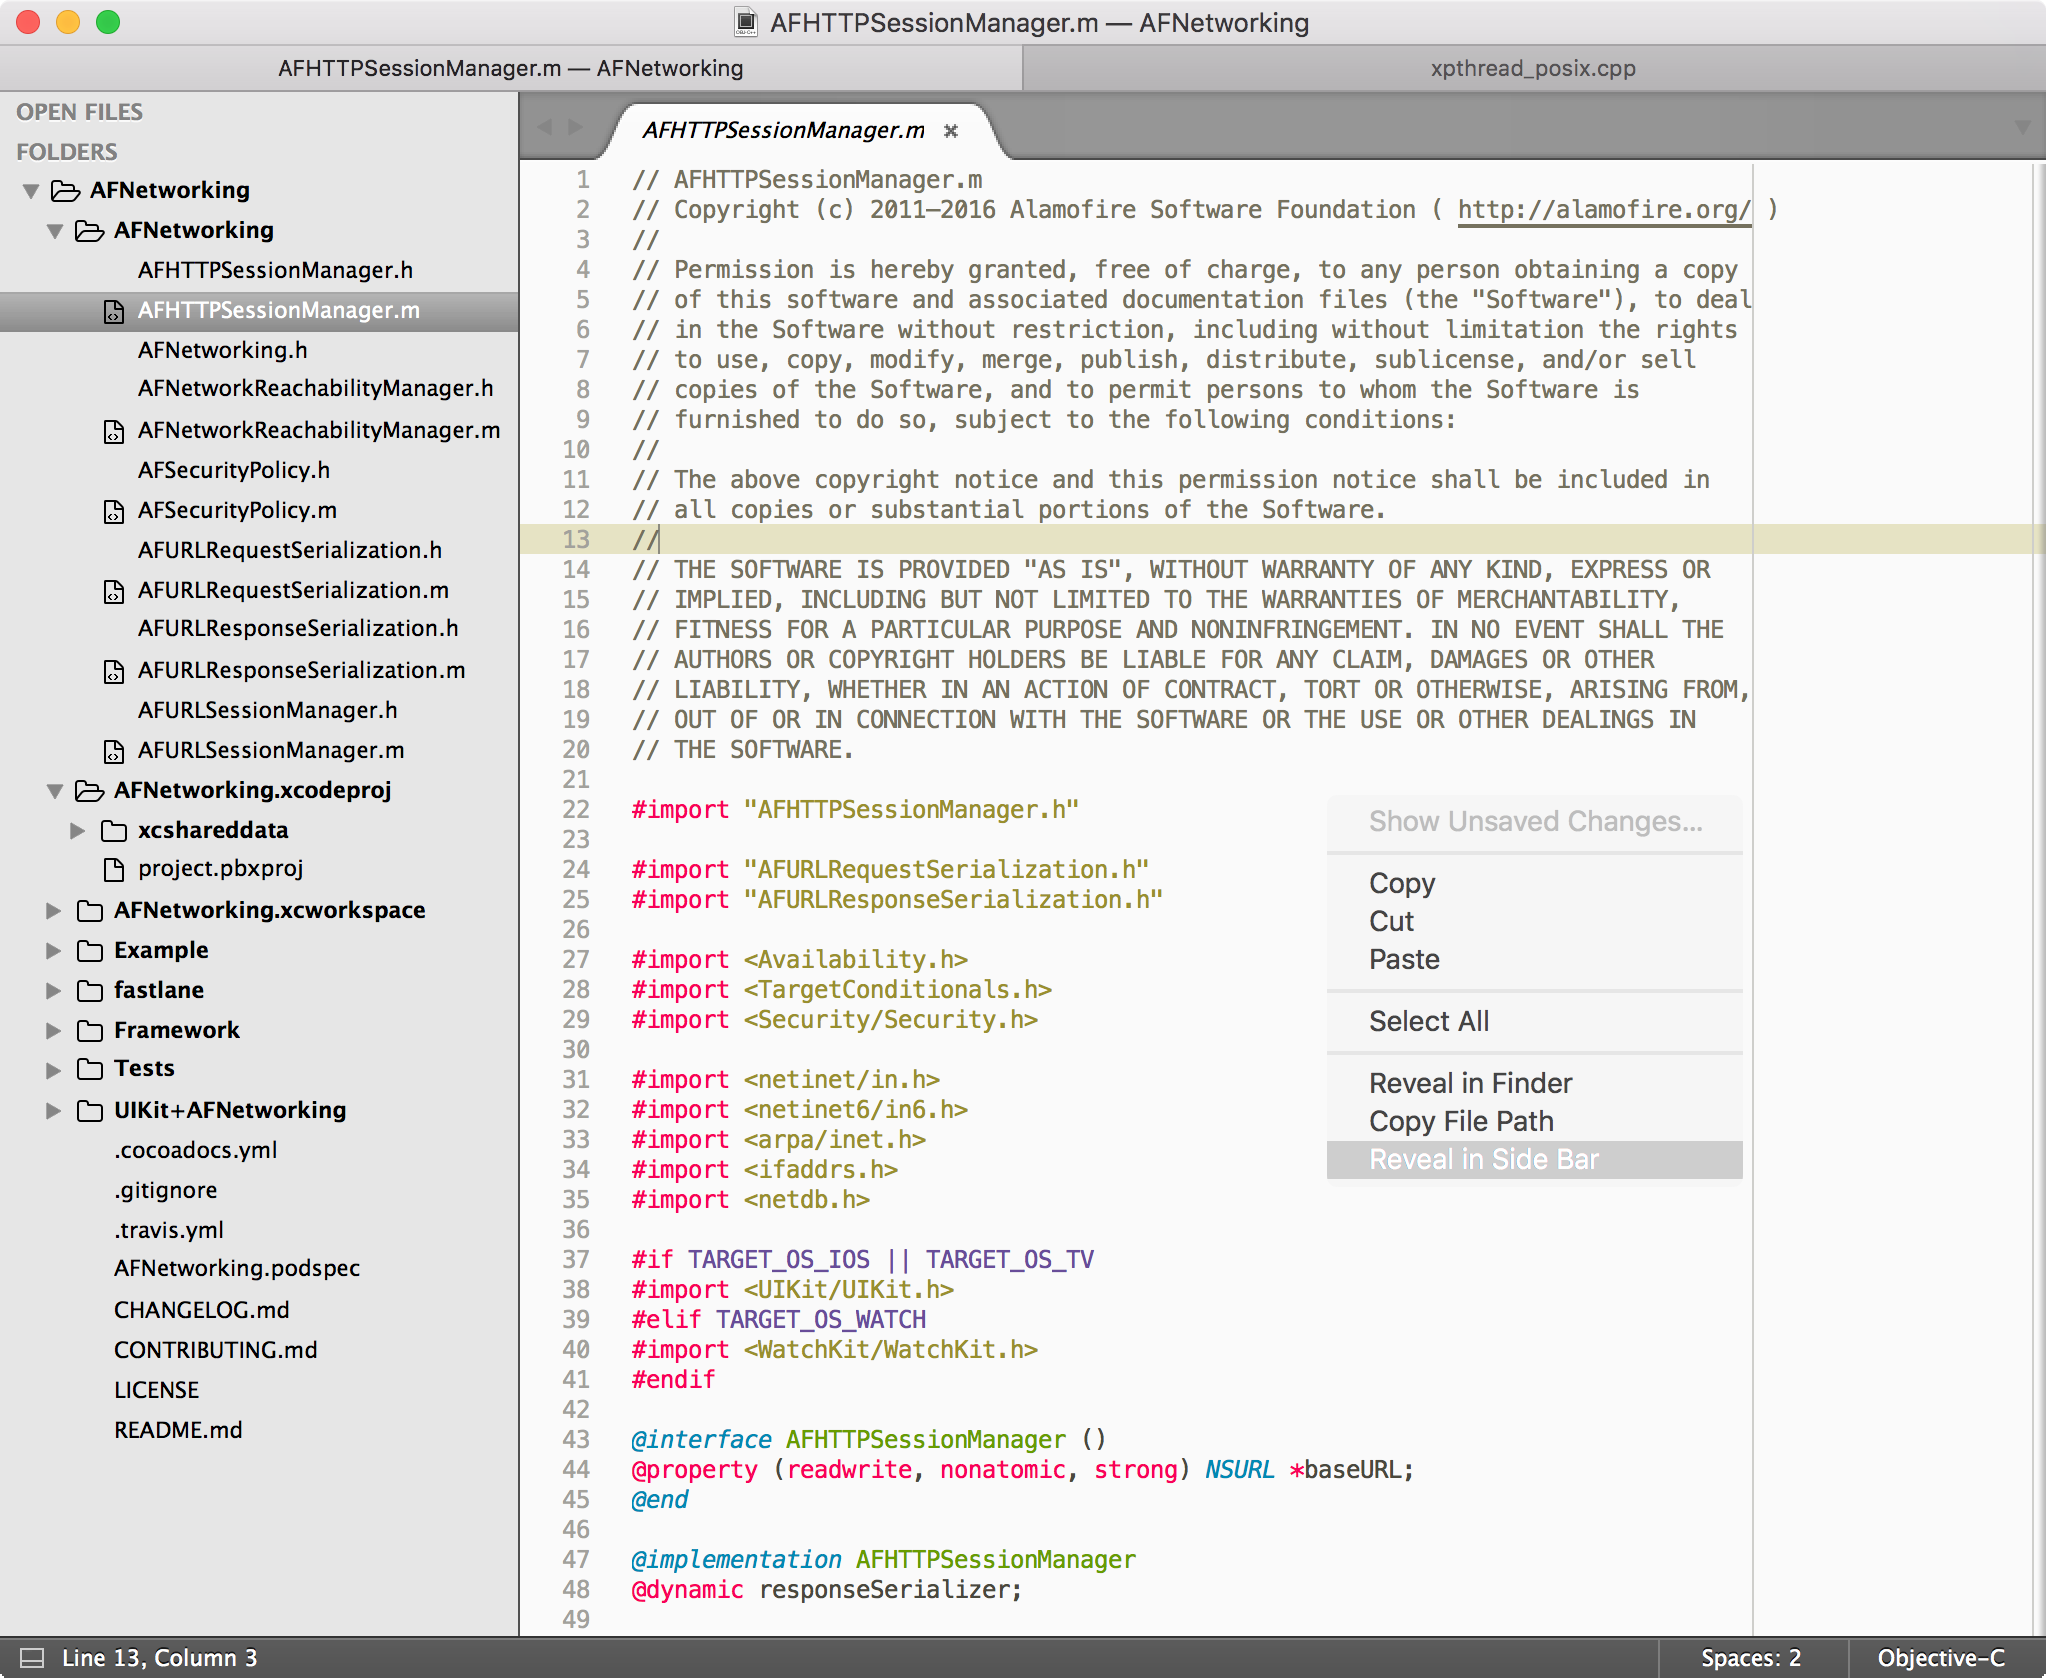 AFHTTPSessionManager.m — AFNetworking
AFHTTPSessionManager.m — AFNetworking
xpthread_posix.cpp
OPEN FILES
FOLDERS
AFNetworking
AFNetworking
AFHTTPSessionManager.h
AFHTTPSessionManager.m
AFNetworking.h
AFNetworkReachabilityManager.h
AFNetworkReachabilityManager.m
AFSecurityPolicy.h
AFSecurityPolicy.m
AFURLRequestSerialization.h
AFURLRequestSerialization.m
AFURLResponseSerialization.h
AFURLResponseSerialization.m
AFURLSessionManager.h
AFURLSessionManager.m
AFNetworking.xcodeproj
xcshareddata
project.pbxproj
AFNetworking.xcworkspace
Example
fastlane
Framework
Tests
UIKit+AFNetworking
.cocoadocs.yml
.gitignore
.travis.yml
AFNetworking.podspec
CHANGELOG.md
CONTRIBUTING.md
LICENSE
README.md
AFHTTPSessionManager.m
1 // AFHTTPSessionManager.m
2 // Copyright (c) 2011–2016 Alamofire Software Foundation ( http://alamofire.org/ )
3 //
4 // Permission is hereby granted, free of charge, to any person obtaining a copy
5 // of this software and associated documentation files (the "Software"), to deal
6 // in the Software without restriction, including without limitation the rights
7 // to use, copy, modify, merge, publish, distribute, sublicense, and/or sell
8 // copies of the Software, and to permit persons to whom the Software is
9 // furnished to do so, subject to the following conditions:
10 //
11 // The above copyright notice and this permission notice shall be included in
12 // all copies or substantial portions of the Software.
13 //
14 // THE SOFTWARE IS PROVIDED "AS IS", WITHOUT WARRANTY OF ANY KIND, EXPRESS OR
15 // IMPLIED, INCLUDING BUT NOT LIMITED TO THE WARRANTIES OF MERCHANTABILITY,
16 // FITNESS FOR A PARTICULAR PURPOSE AND NONINFRINGEMENT. IN NO EVENT SHALL THE
17 // AUTHORS OR COPYRIGHT HOLDERS BE LIABLE FOR ANY CLAIM, DAMAGES OR OTHER
18 // LIABILITY, WHETHER IN AN ACTION OF CONTRACT, TORT OR OTHERWISE, ARISING FROM,
19 // OUT OF OR IN CONNECTION WITH THE SOFTWARE OR THE USE OR OTHER DEALINGS IN
20 // THE SOFTWARE.
21
22 #import "AFHTTPSessionManager.h"
23
24 #import "AFURLRequestSerialization.h"
25 #import "AFURLResponseSerialization.h"
26
27 #import <Availability.h>
28 #import <TargetConditionals.h>
29 #import <Security/Security.h>
30
31 #import <netinet/in.h>
32 #import <netinet6/in6.h>
33 #import <arpa/inet.h>
34 #import <ifaddrs.h>
35 #import <netdb.h>
36
37 #if TARGET_OS_IOS || TARGET_OS_TV
38 #import <UIKit/UIKit.h>
39 #elif TARGET_OS_WATCH
40 #import <WatchKit/WatchKit.h>
41 #endif
42
43 @interface AFHTTPSessionManager ()
44 @property (readwrite, nonatomic, strong) NSURL *baseURL;
45 @end
46
47 @implementation AFHTTPSessionManager
48 @dynamic responseSerializer;
49
Show Unsaved Changes...
Copy
Cut
Paste
Select All
Reveal in Finder
Copy File Path
Reveal in Side Bar
Line 13, Column 3
Spaces: 2
Objective-C